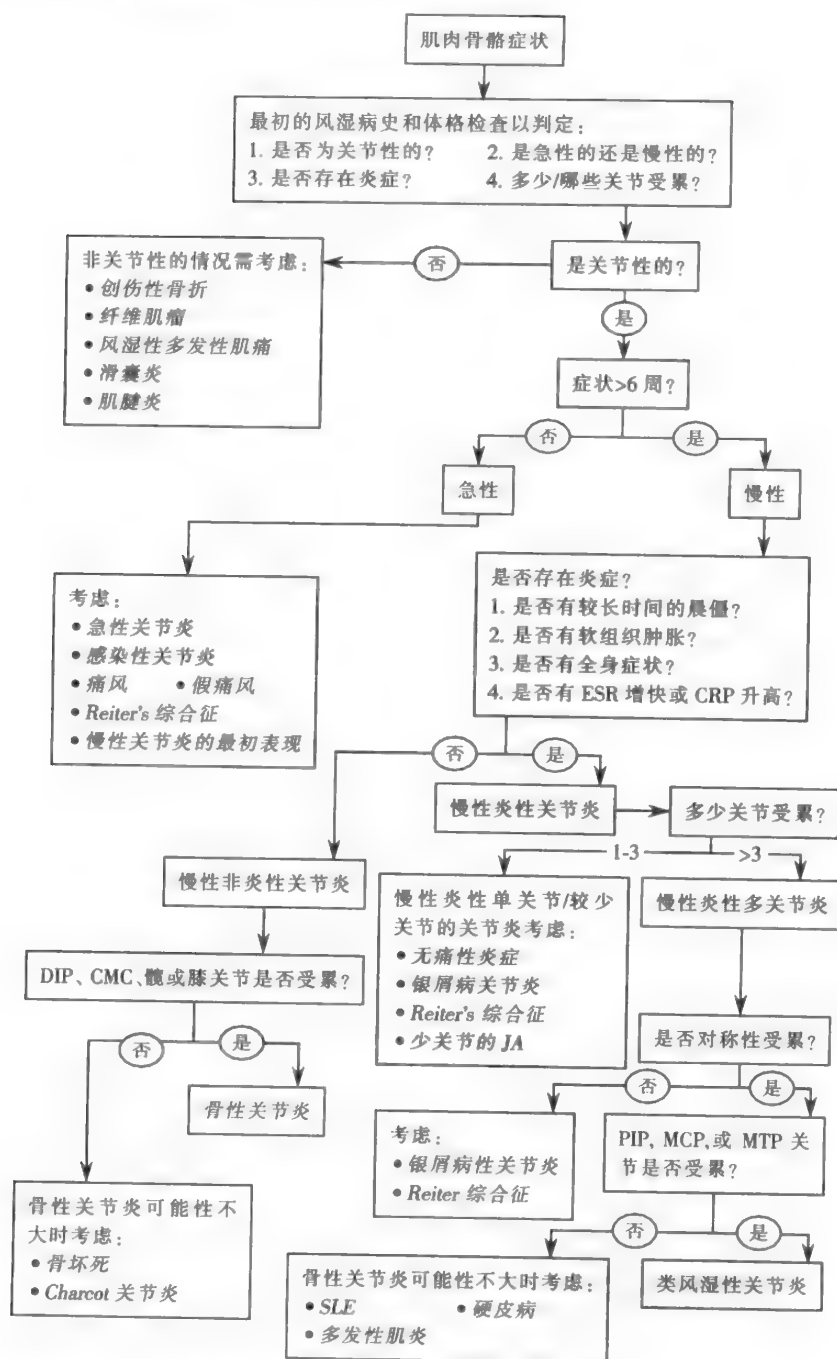 肌肉骨骼症状
最初的风湿病史和体格检查以判定：
1. 是否为关节性的？ 2. 是急性的还是慢性的？
3. 是否存在炎症？ 4. 多少/哪些关节受累？
是关节性的？
否
非关节性的情况需考虑：
• 创伤性骨折
• 纤维肌瘤
• 风湿性多发性肌痛
• 滑囊炎
• 肌腱炎
是
症状>6周？
否
是
急性
慢性
考虑：
• 急性关节炎
• 感染性关节炎
• 痛风 • 假痛风
• Reiter's 综合征
• 慢性关节炎的最初表现
是否存在炎症？
1. 是否有较长时间的晨僵？
2. 是否有软组织肿胀？
3. 是否有全身症状？
4. 是否有 ESR 增快或 CRP 升高？
否
是
慢性炎性关节炎
多少关节受累？
1-3
>3
慢性非炎性关节炎
慢性炎性单关节/较少
关节的关节炎考虑：
• 无痛性炎症
• 银屑病关节炎
• Reiter's 综合征
• 少关节的 JA
慢性炎性多关节炎
DIP、CMC、髋或膝关节是否受累？
否
是
骨性关节炎
骨性关节炎可能性不
大时考虑：
• 骨坏死
• Charcot 关节炎
是否对称性受累？
否
是
考虑：
• 银屑病性关节炎
• Reiter 综合征
PIP, MCP, 或 MTP 关
节是否受累？
否
是
骨性关节炎可能性不大时考虑：
• SLE • 硬皮病
• 多发性肌炎
类风湿性关节炎